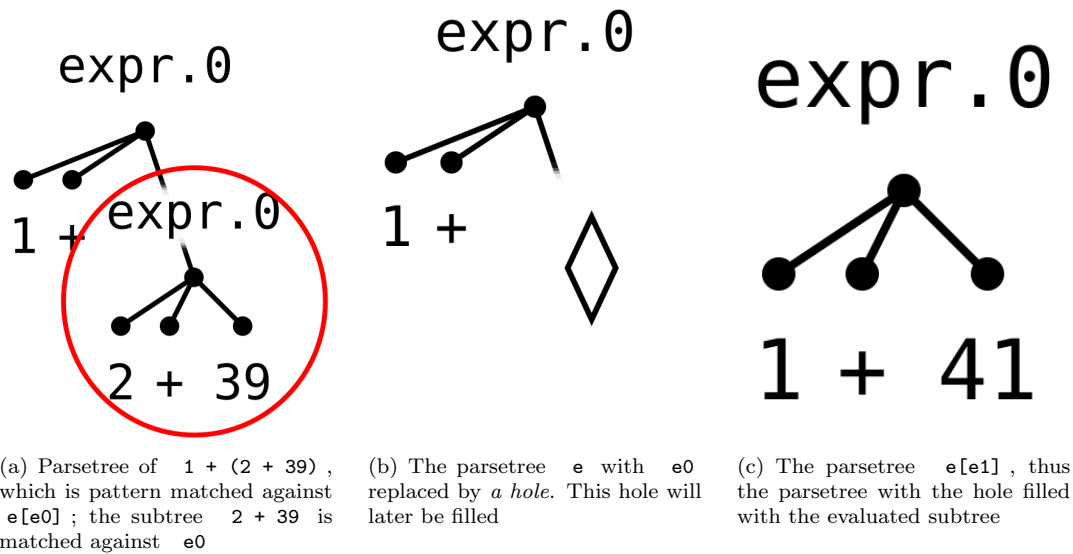 expr.0
1 +
expr.0
2 + 39
(a) Parsetree of 1 + (2 + 39) ,
which is pattern matched against
e[e0] ; the subtree 2 + 39 is
matched against e0
expr.0
1 +
(b) The parsetree e with e0
replaced by a hole. This hole will
later be filled
expr.0
1 + 41
(c) The parsetree e[e1] , thus
the parsetree with the hole filled
with the evaluated subtree